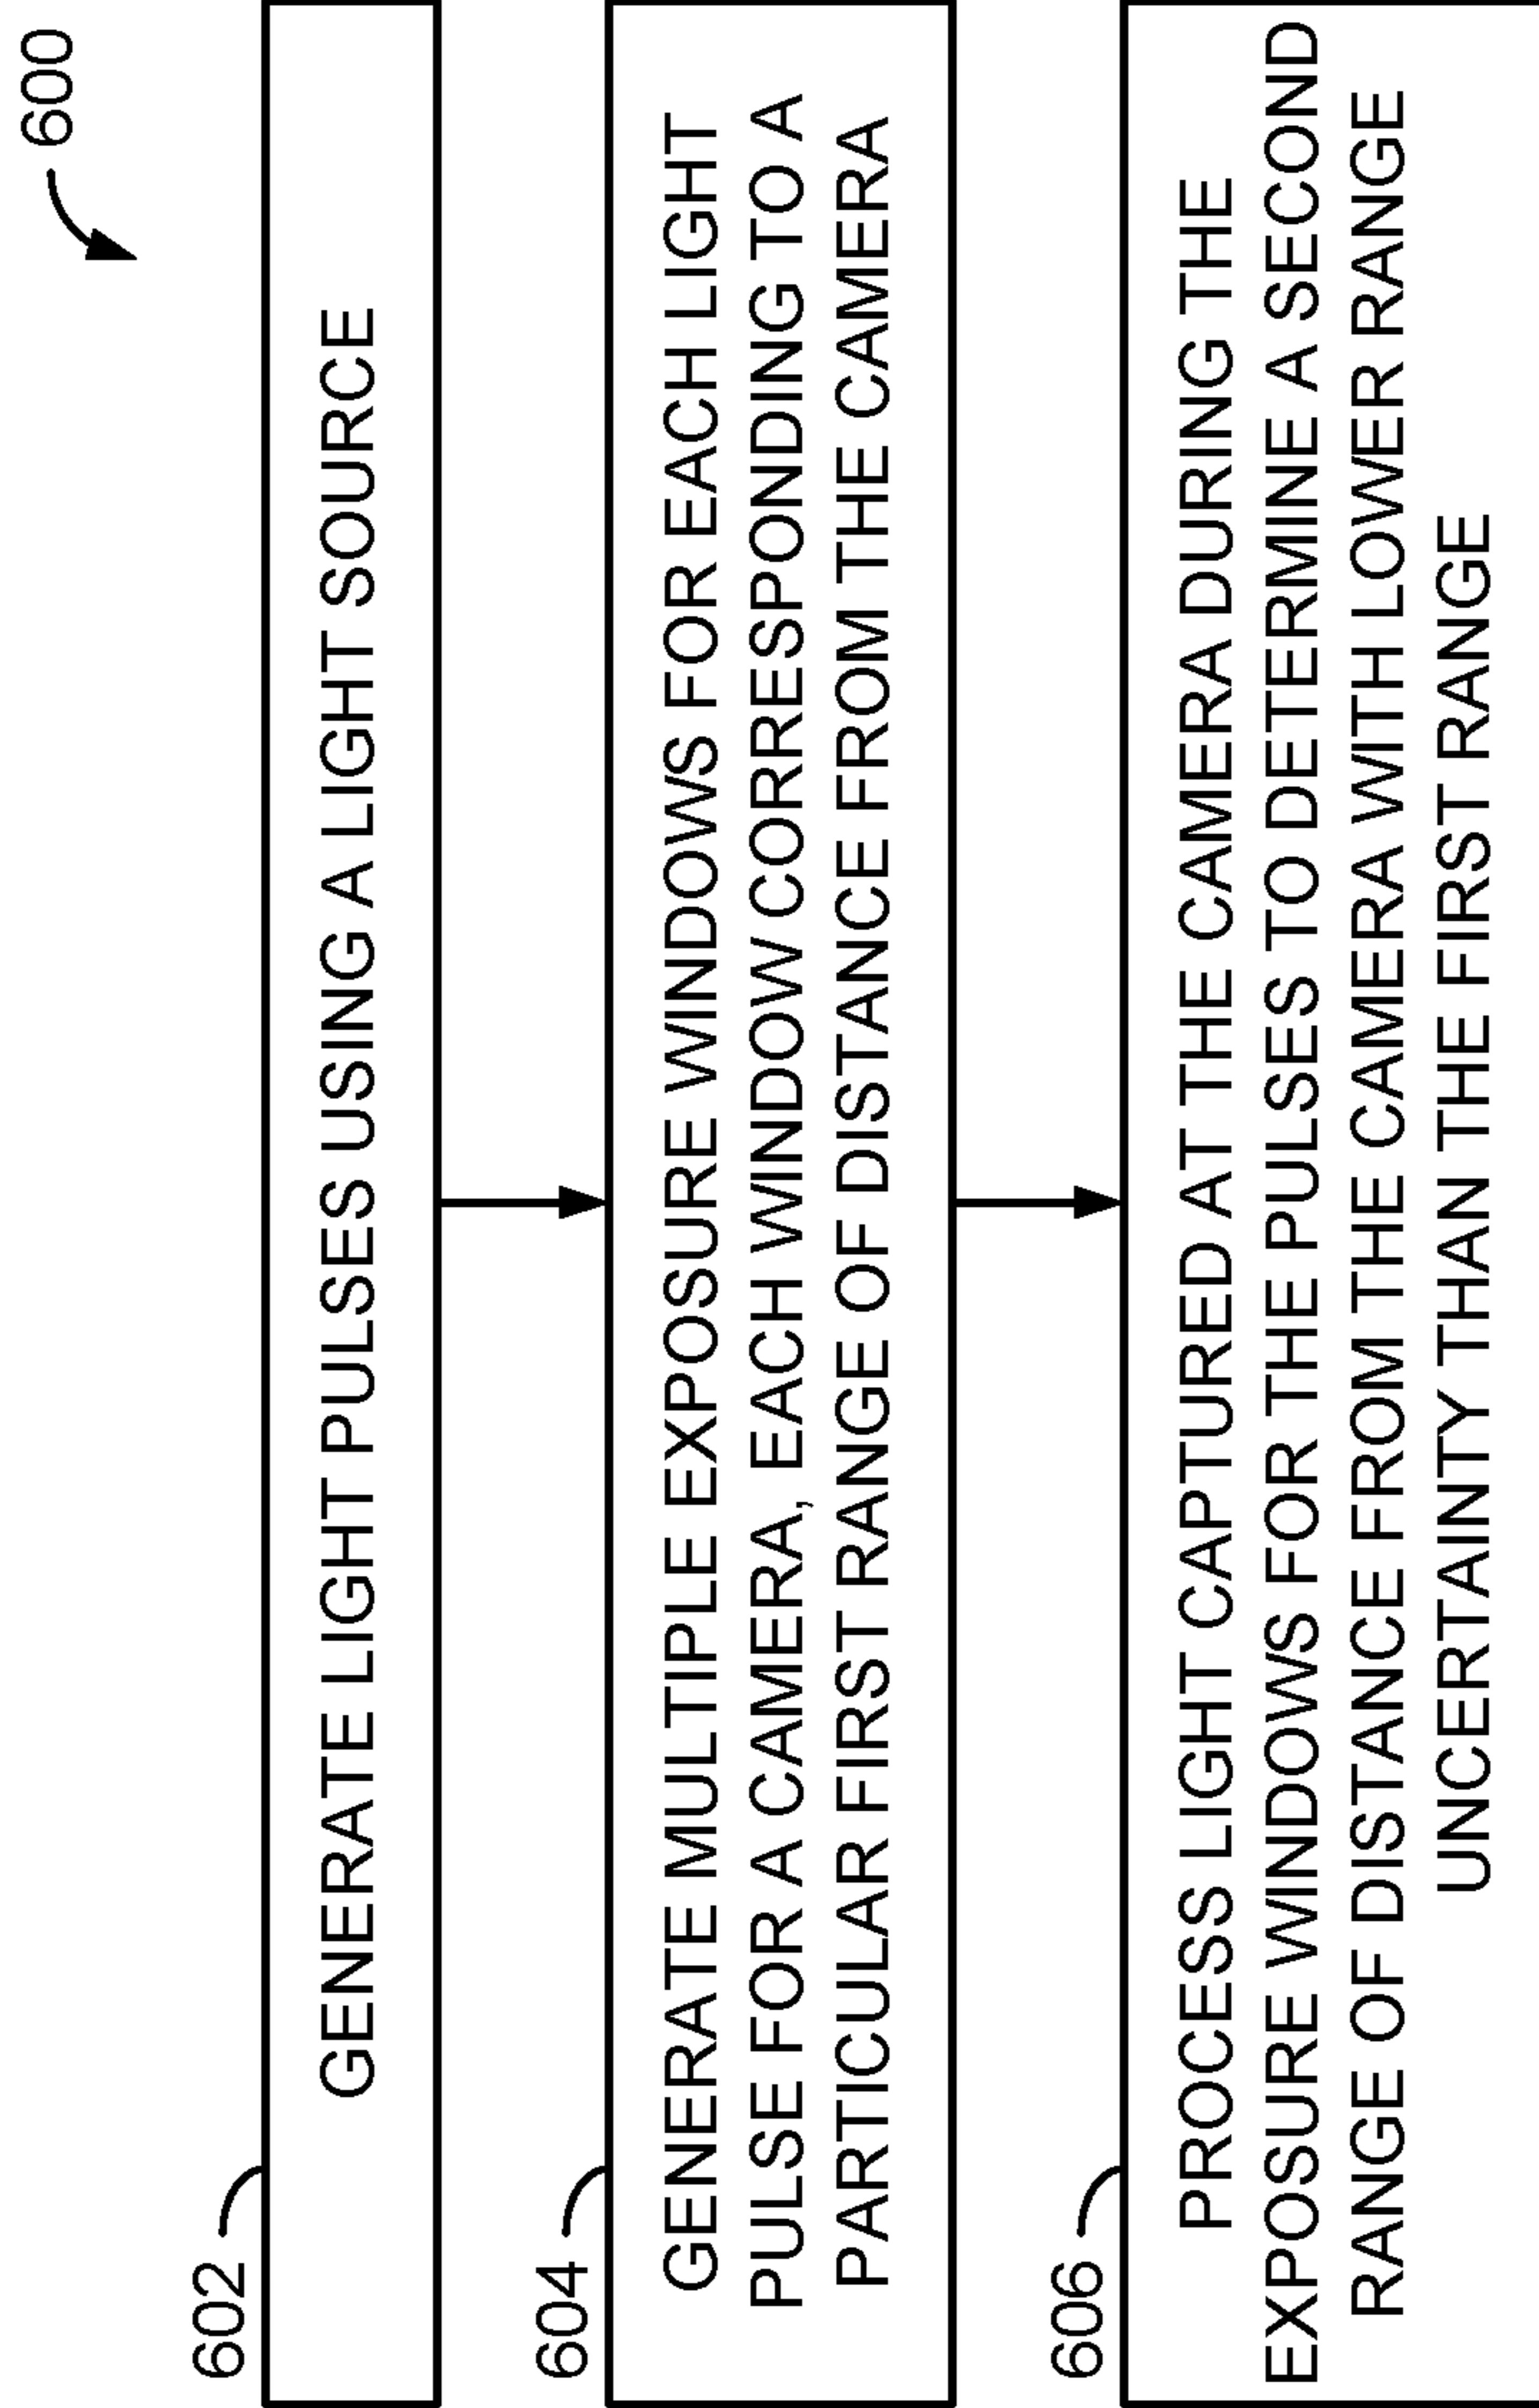 600
602
GENERATE LIGHT PULSES USING A LIGHT SOURCE
604
GENERATE MULTIPLE EXPOSURE WINDOWS FOR EACH LIGHT
PULSE FOR A CAMERA, EACH WINDOW CORRESPONDING TO A
PARTICULAR FIRST RANGE OF DISTANCE FROM THE CAMERA
606
PROCESS LIGHT CAPTURED AT THE CAMERA DURING THE
EXPOSURE WINDOWS FOR THE PULSES TO DETERMINE A SECOND
RANGE OF DISTANCE FROM THE CAMERA WITH LOWER RANGE
UNCERTAINTY THAN THE FIRST RANGE